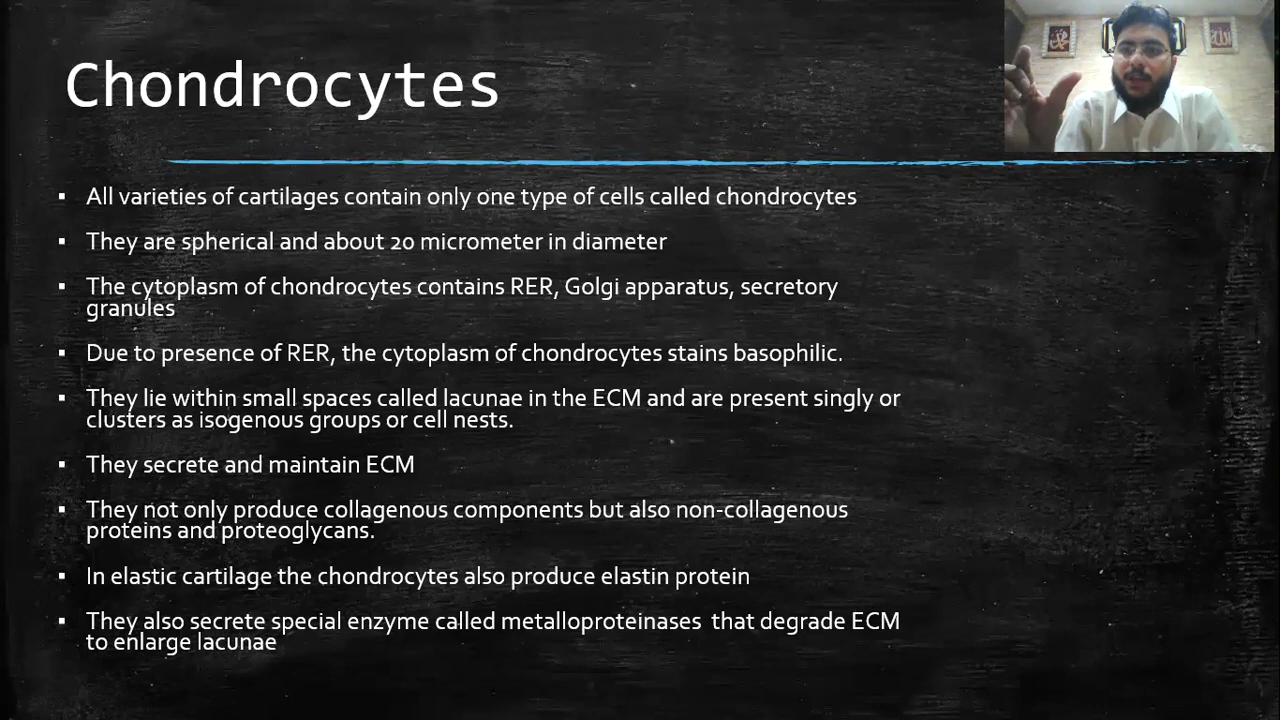 Chondrocytes
▪ All varieties of cartilages contain only one type of cells called chondrocytes
▪ They are spherical and about 20 micrometer in diameter
▪ The cytoplasm of chondrocytes contains RER, Golgi apparatus, secretory
granules
▪ Due to presence of RER, the cytoplasm of chondrocytes stains basophilic.
▪ They lie within small spaces called lacunae in the ECM and are present singly or
clusters as isogenous groups or cell nests.
▪ They secrete and maintain ECM
▪ They not only produce collagenous components but also non-collagenous
proteins and proteoglycans.
▪ In elastic cartilage the chondrocytes also produce elastin protein
▪ They also secrete special enzyme called metalloproteinases  that degrade ECM
to enlarge lacunae